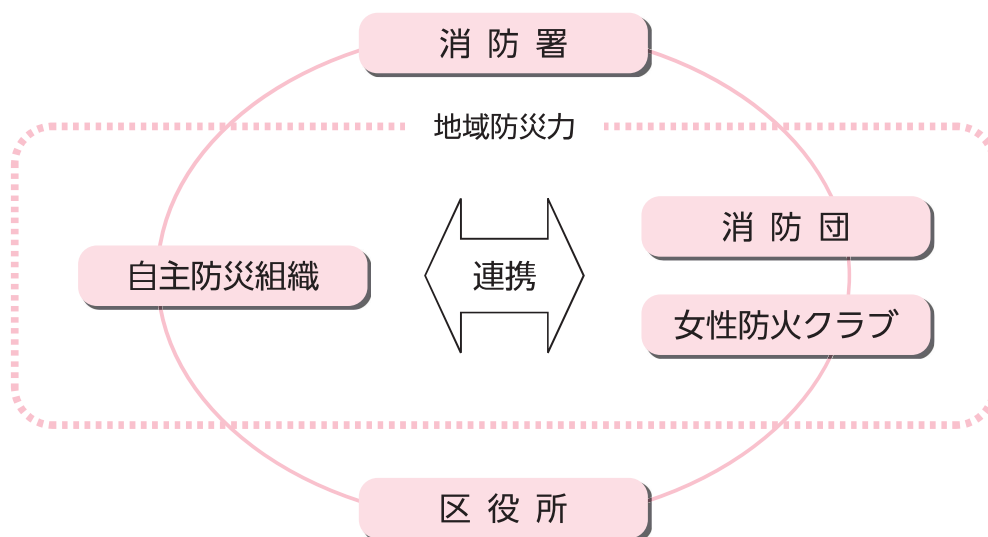 消防署
地域防災力
消防団
自主防災組織
連携
女性防火クラブ
区役所